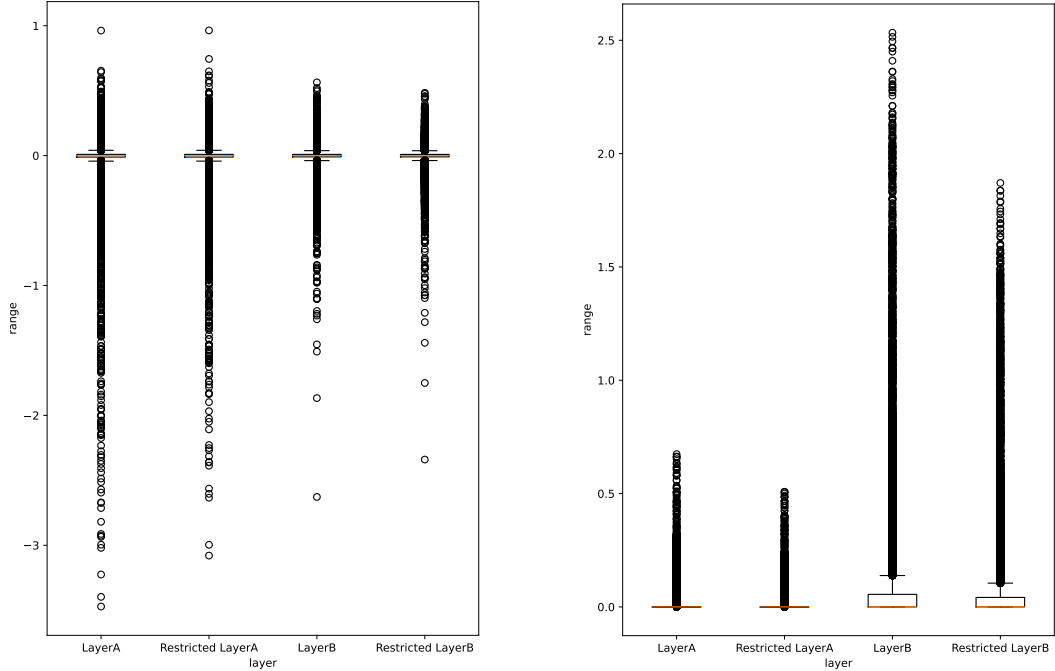 1
0
−1
−2
−3
range
LayerA
Restricted LayerA
LayerB
Restricted LayerB
layer
2.5
2.0
1.5
1.0
0.5
0.0
range
LayerA
Restricted LayerA
LayerB
Restricted LayerB
layer